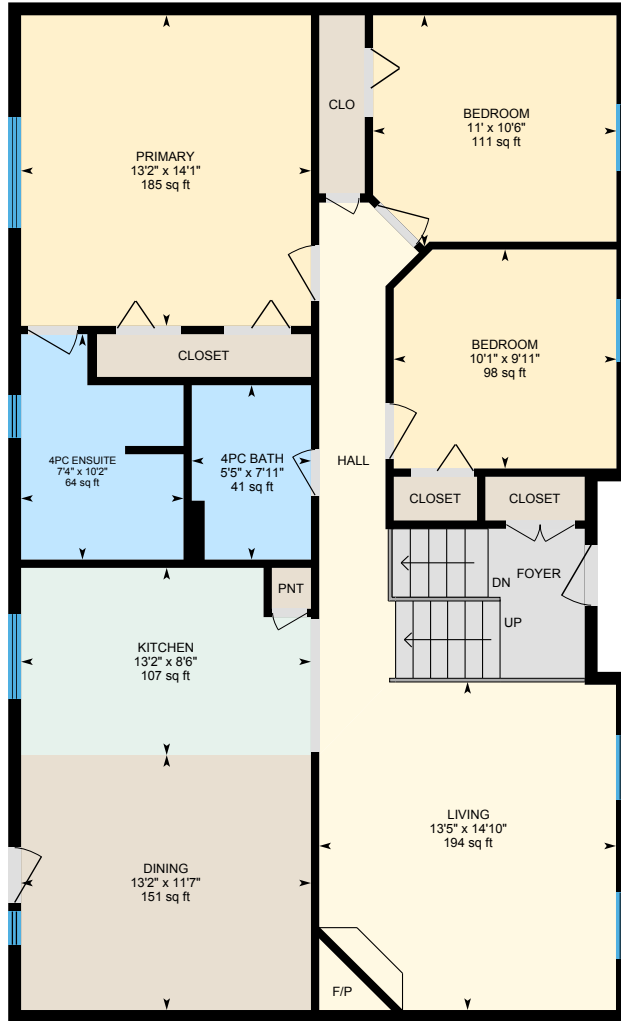 CLO
BEDROOM
11' x 10'6"
111 sq ft
PRIMARY
13'2" x 14'1"
185 sq ft
BEDROOM
10'1" x 9'11"
98 sq ft
CLOSET
4PC ENSUITE
7'4" x 10'2"
64 sq ft
4PC BATH
5'5" x 7'11"
41 sq ft
HALL
CLOSET
CLOSET
FOYER
DN
UP
PNT
KITCHEN
13'2" x 8'6"
107 sq ft
LIVING
13'5" x 14'10"
194 sq ft
DINING
13'2" x 11'7"
151 sq ft
F/P